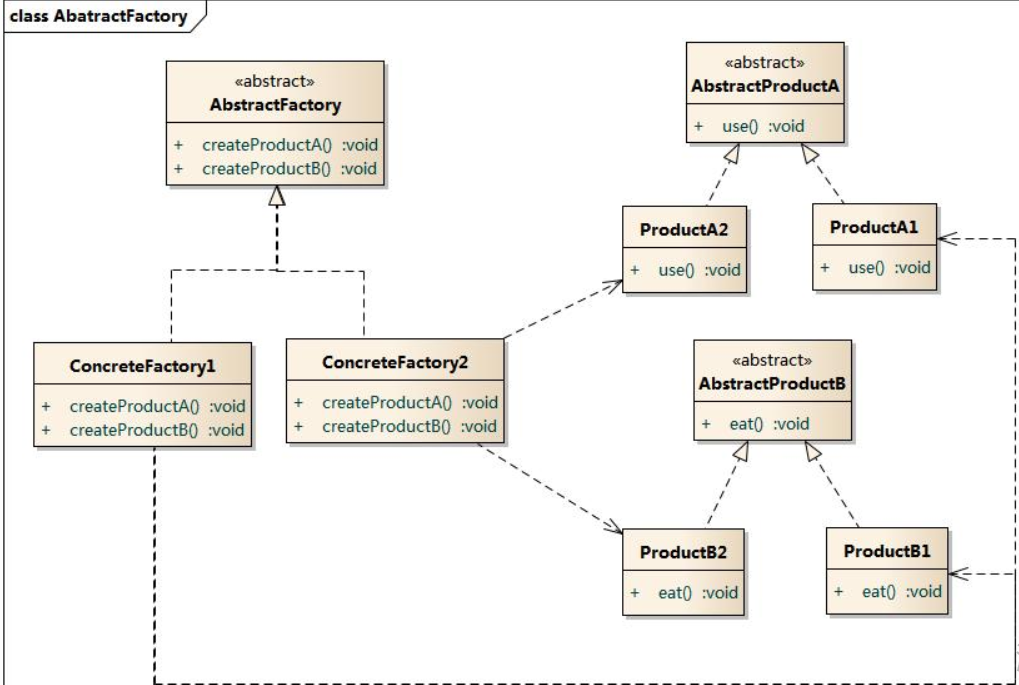 class AbatractFactory
«abstract»
AbstractFactory
+ createProductA() :void
+ createProductB() :void
«abstract»
AbstractProductA
+ use() :void
ProductA2
+ use() :void
ProductA1
+ use() :void
ConcreteFactory1
+ createProductA() :void
+ createProductB() :void
ConcreteFactory2
+ createProductA() :void
+ createProductB() :void
«abstract»
AbstractProductB
+ eat() :void
ProductB2
+ eat() :void
ProductB1
+ eat() :void